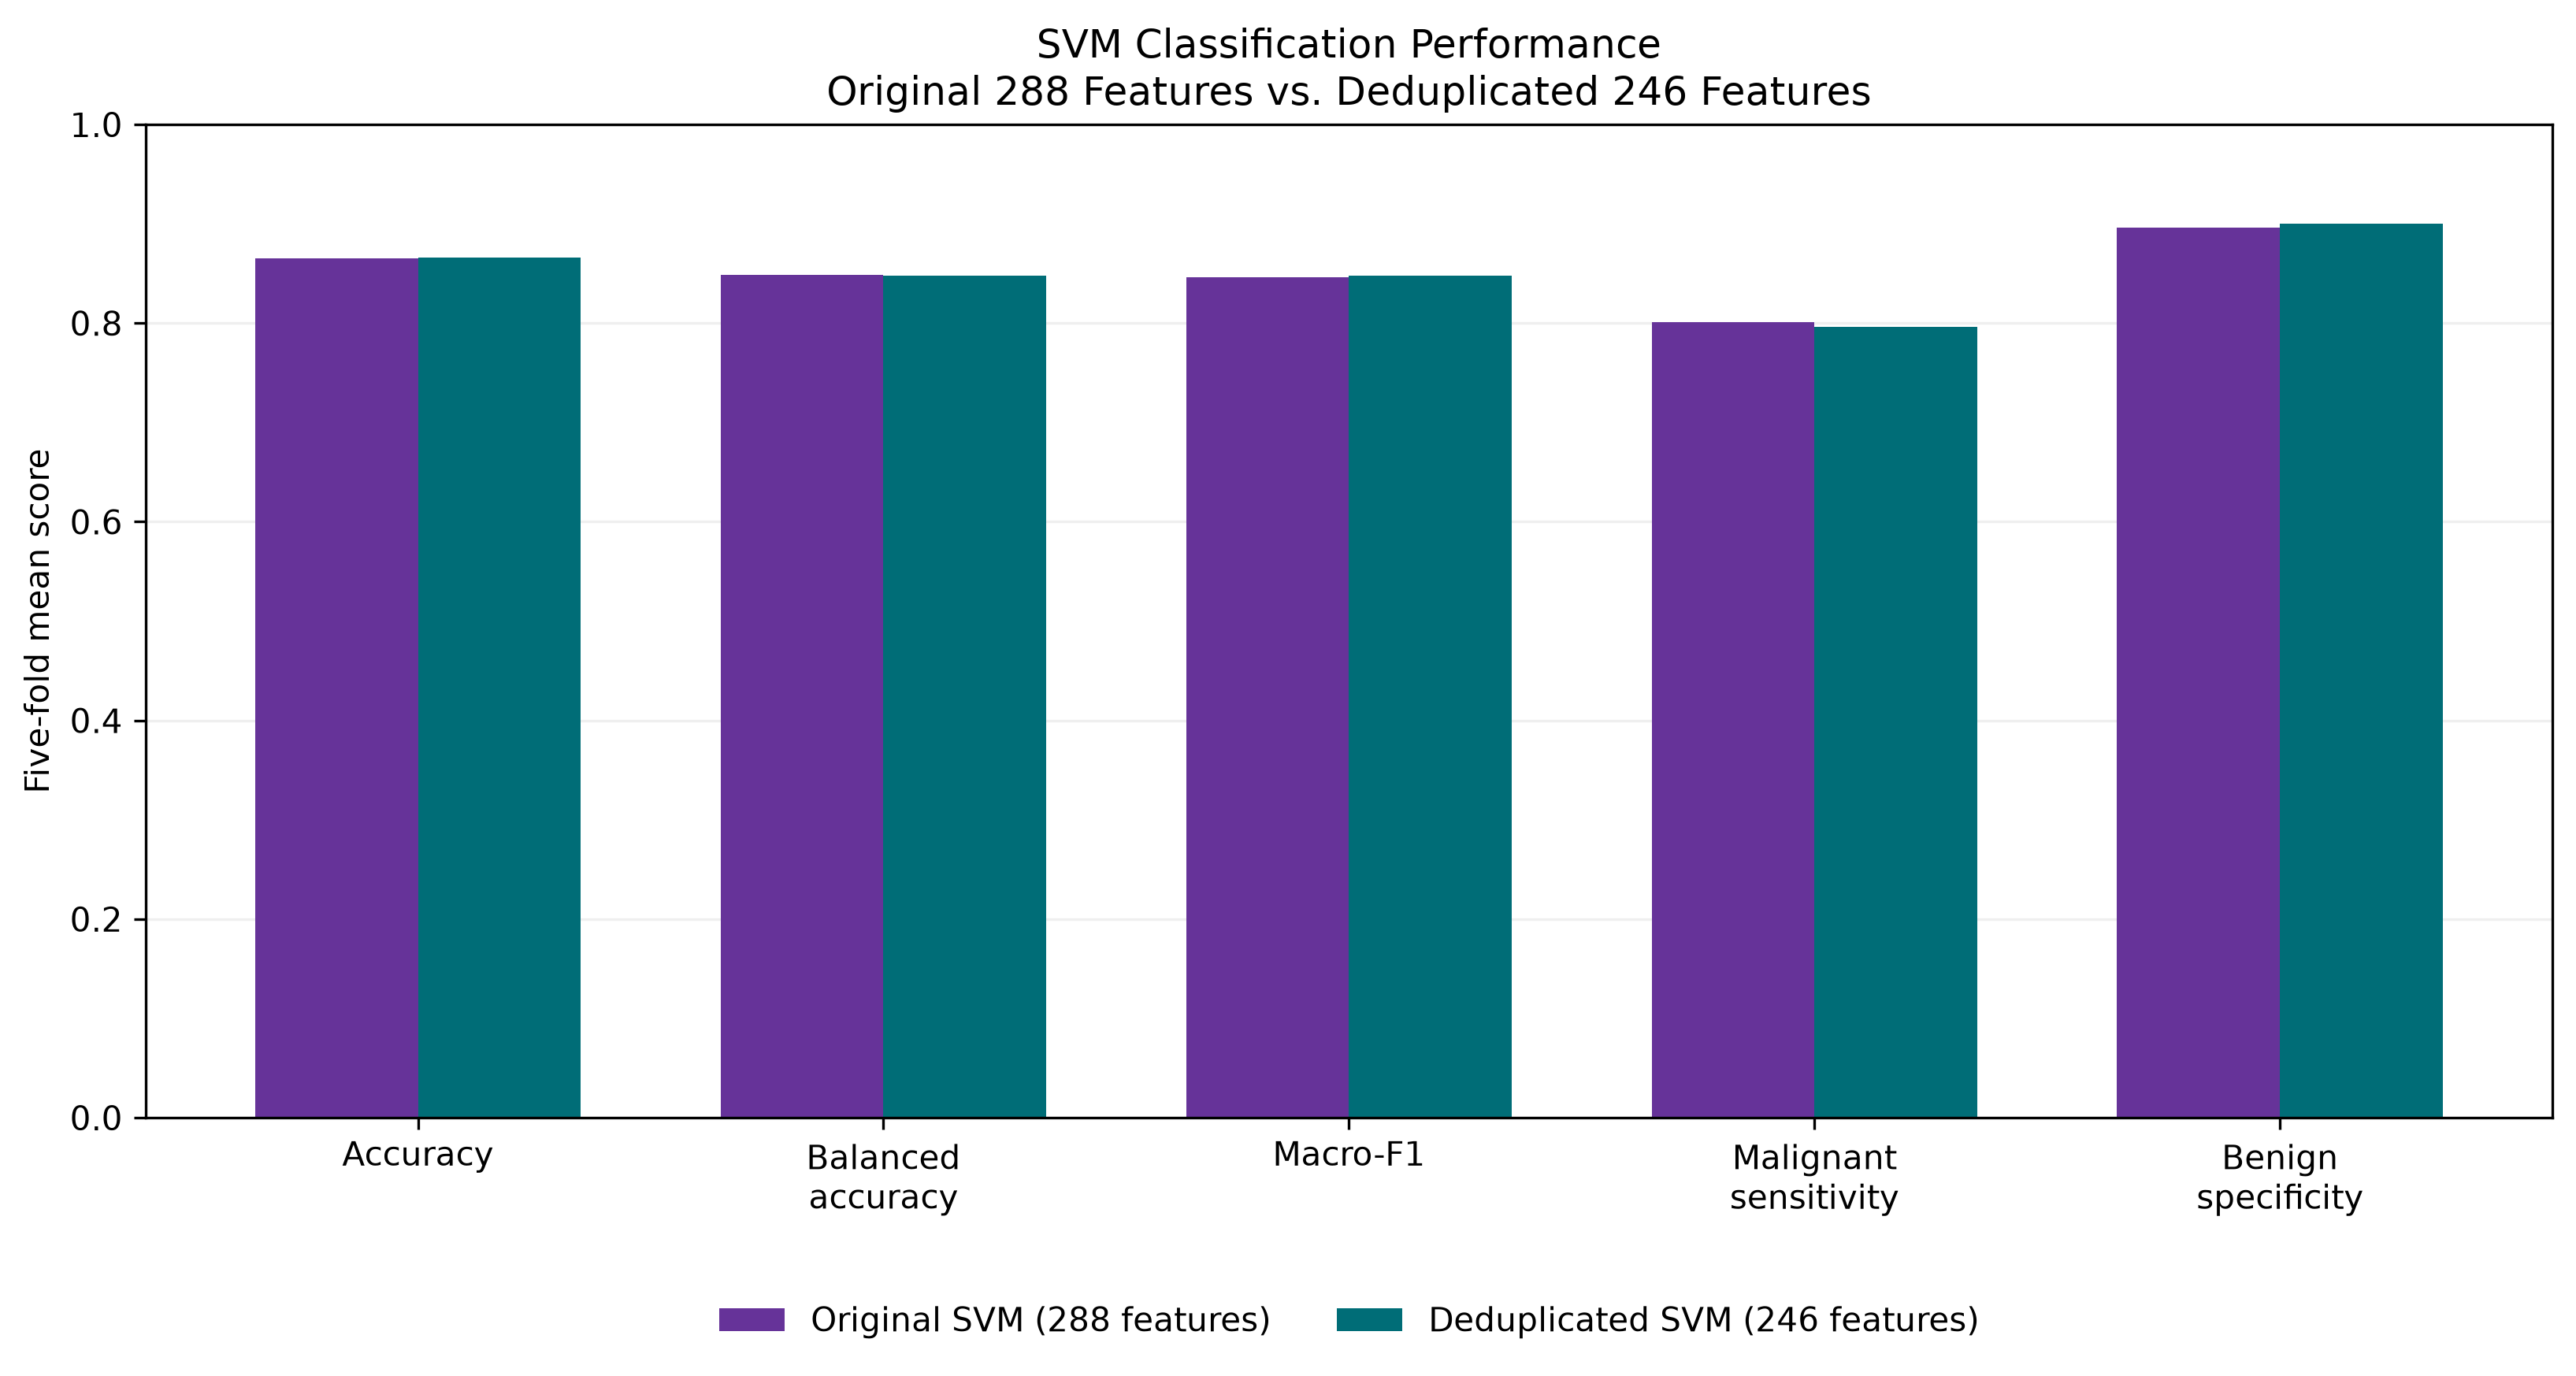 SVM Classification Performance
Original 288 Features vs. Deduplicated 246 Features
Five-fold mean score
1.0
0.8
0.6
0.4
0.2
0.0
Accuracy
Balanced
accuracy
Macro-F1
Malignant
sensitivity
Benign
specificity
Original SVM (288 features)
Deduplicated SVM (246 features)